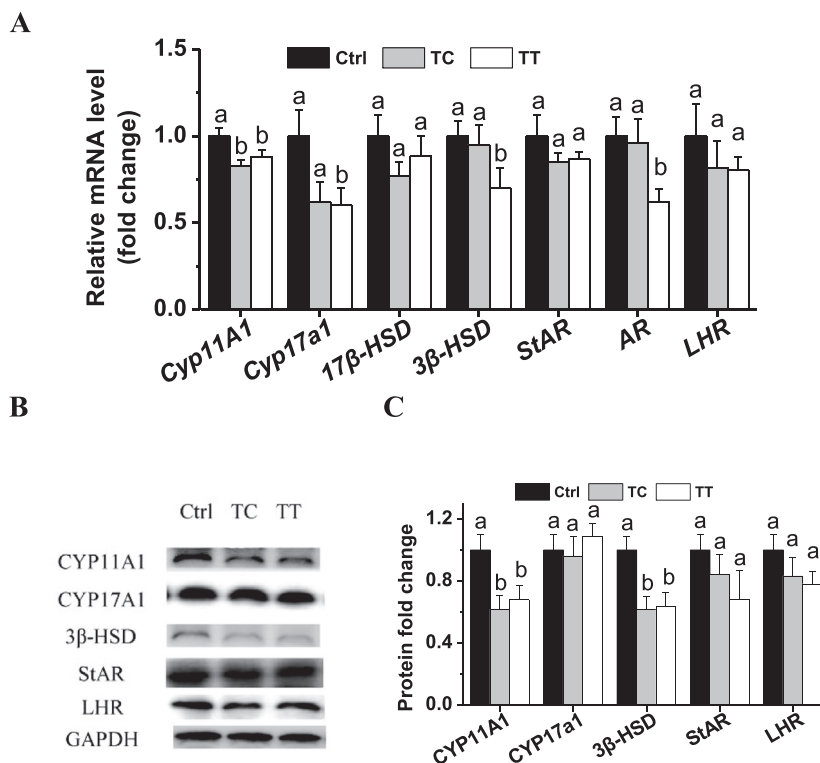 A
Relative mRNA level
(fold change)
1.5
1.0
0.5
0.0
Ctrl TC TT
a b b
a a b
a a a
a a b
a a a
a a b
a a a
Cyp11A1 Cyp17a1 17β-HSD 3β-HSD StAR AR LHR
B
Ctrl TC TT
CYP11A1
CYP17A1
3β-HSD
StAR
LHR
GAPDH
C
Protein fold change
1.2
0.8
0.4
0.0
Ctrl TC TT
a b b
a a a
a b b
a a a
a a a
CYP11A1 CYP17a1 3β-HSD StAR LHR